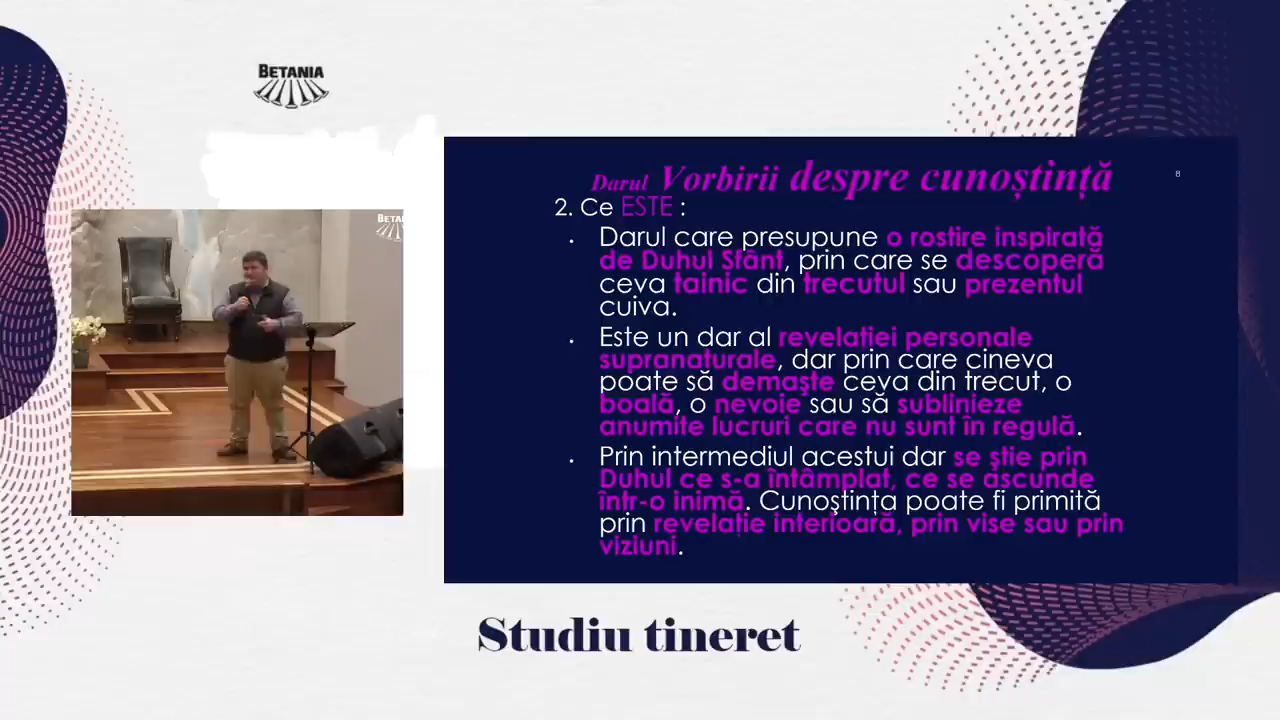 BETANIA
Darul Vorbirii despre cunoștință
8
2. Ce ESTE :
• Darul care presupune o rostire inspirată
de Duhul Sfânt, prin care se descoperă
ceva tainic din trecutul sau prezentul
cuiva.
• Este un dar al revelației personale
supranaturale, dar prin care cineva
poate să demaşte ceva din trecut, o
boală, o nevoie sau să sublinieze
anumite lucruri care nu sunt în regulă.
• Prin intermediul acestui dar se ştie prin
Duhul ce s-a întâmplat, ce se ascunde
într-o inimă. Cunoştința poate fi primită
prin revelație interioară, prin vise sau prin
viziuni.
BETA
Studiu tineret